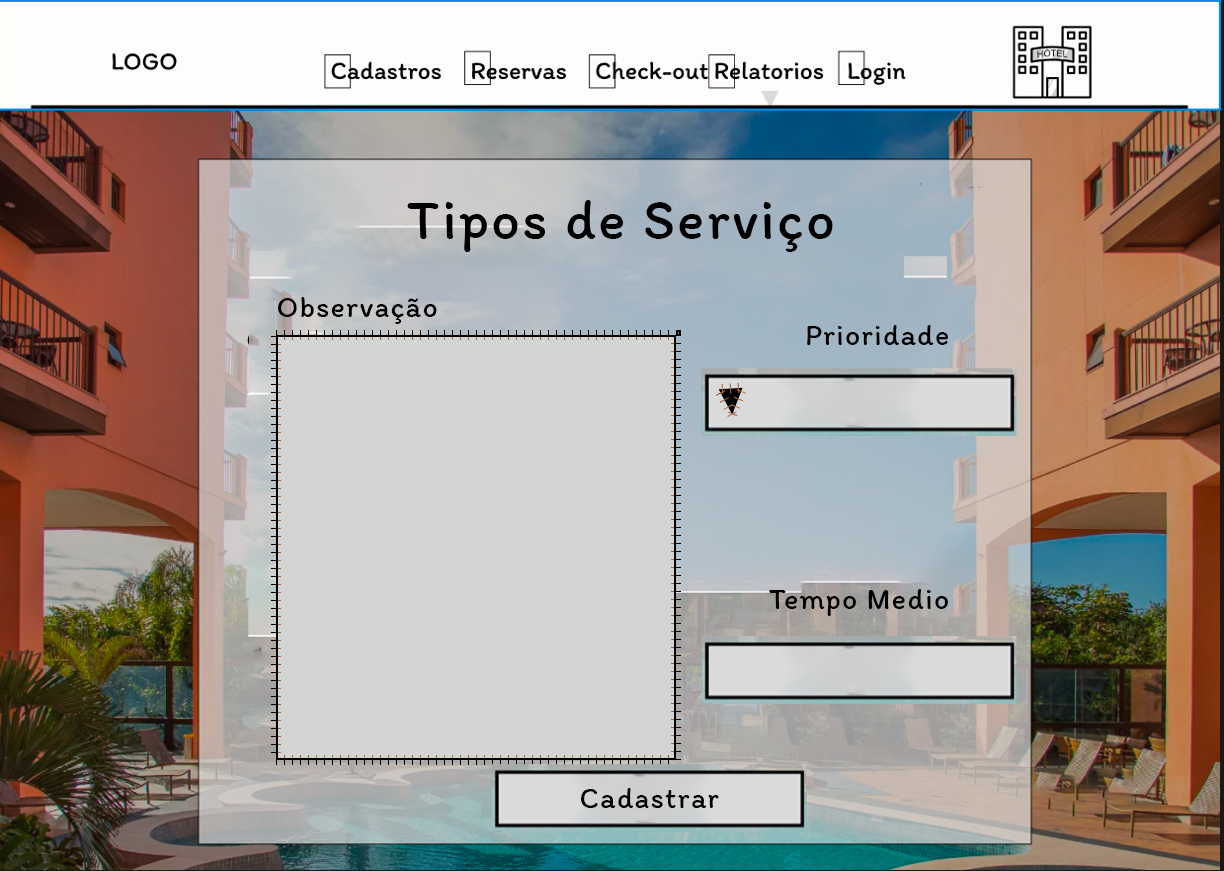 LOGO
Cadastros Reservas Check-out Relatorios Login
HOTEL
Tipos de Serviço
Observação
Prioridade
Tempo Medio
Cadastrar